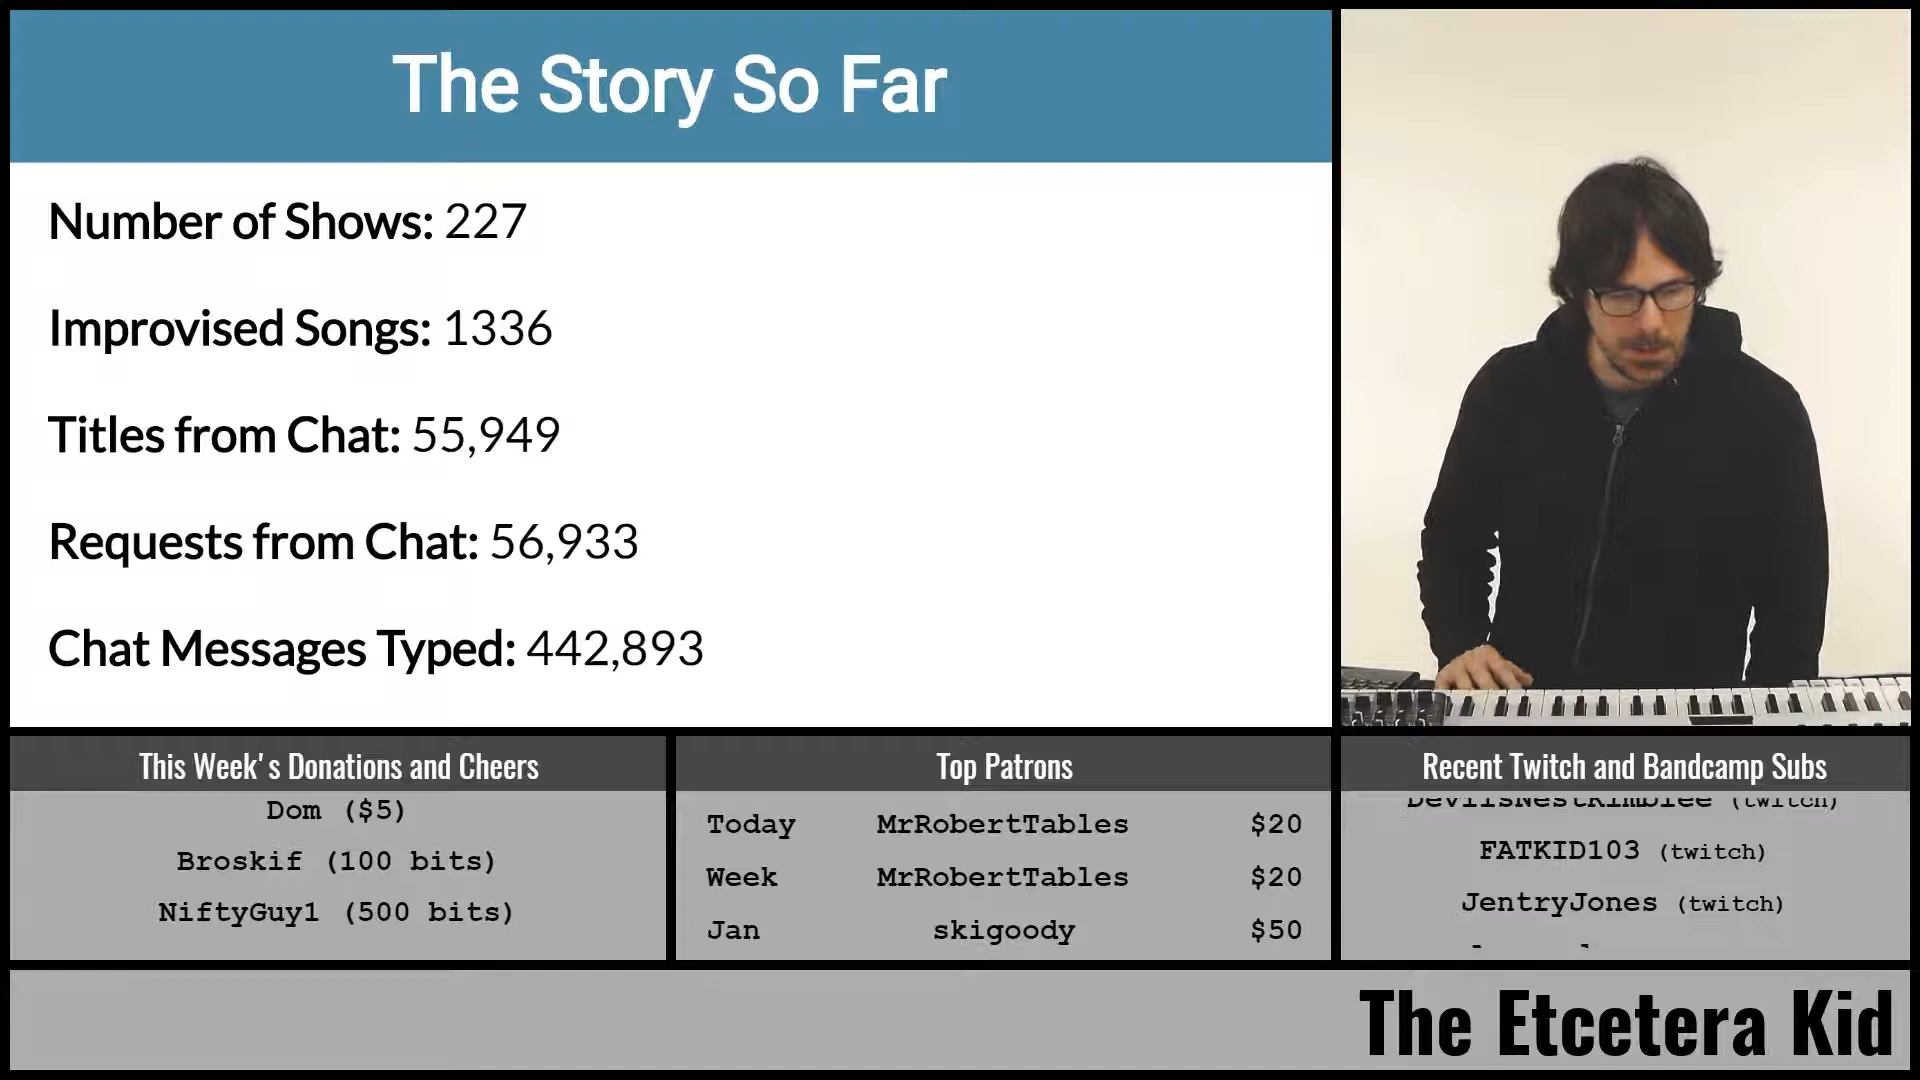 The Story So Far
Number of Shows: 227
Improvised Songs: 1336
Titles from Chat: 55,949
Requests from Chat: 56,933
Chat Messages Typed: 442,893
This Week's Donations and Cheers
Dom ($5)
Broskif (100 bits)
NiftyGuy1 (500 bits)
Top Patrons
Today MrRobertTables $20
Week MrRobertTables $20
Jan skigoody $50
Recent Twitch and Bandcamp Subs
DevilsNestKimblee (twitch)
FATKID103 (twitch)
JentryJones (twitch)
The Etcetera Kid